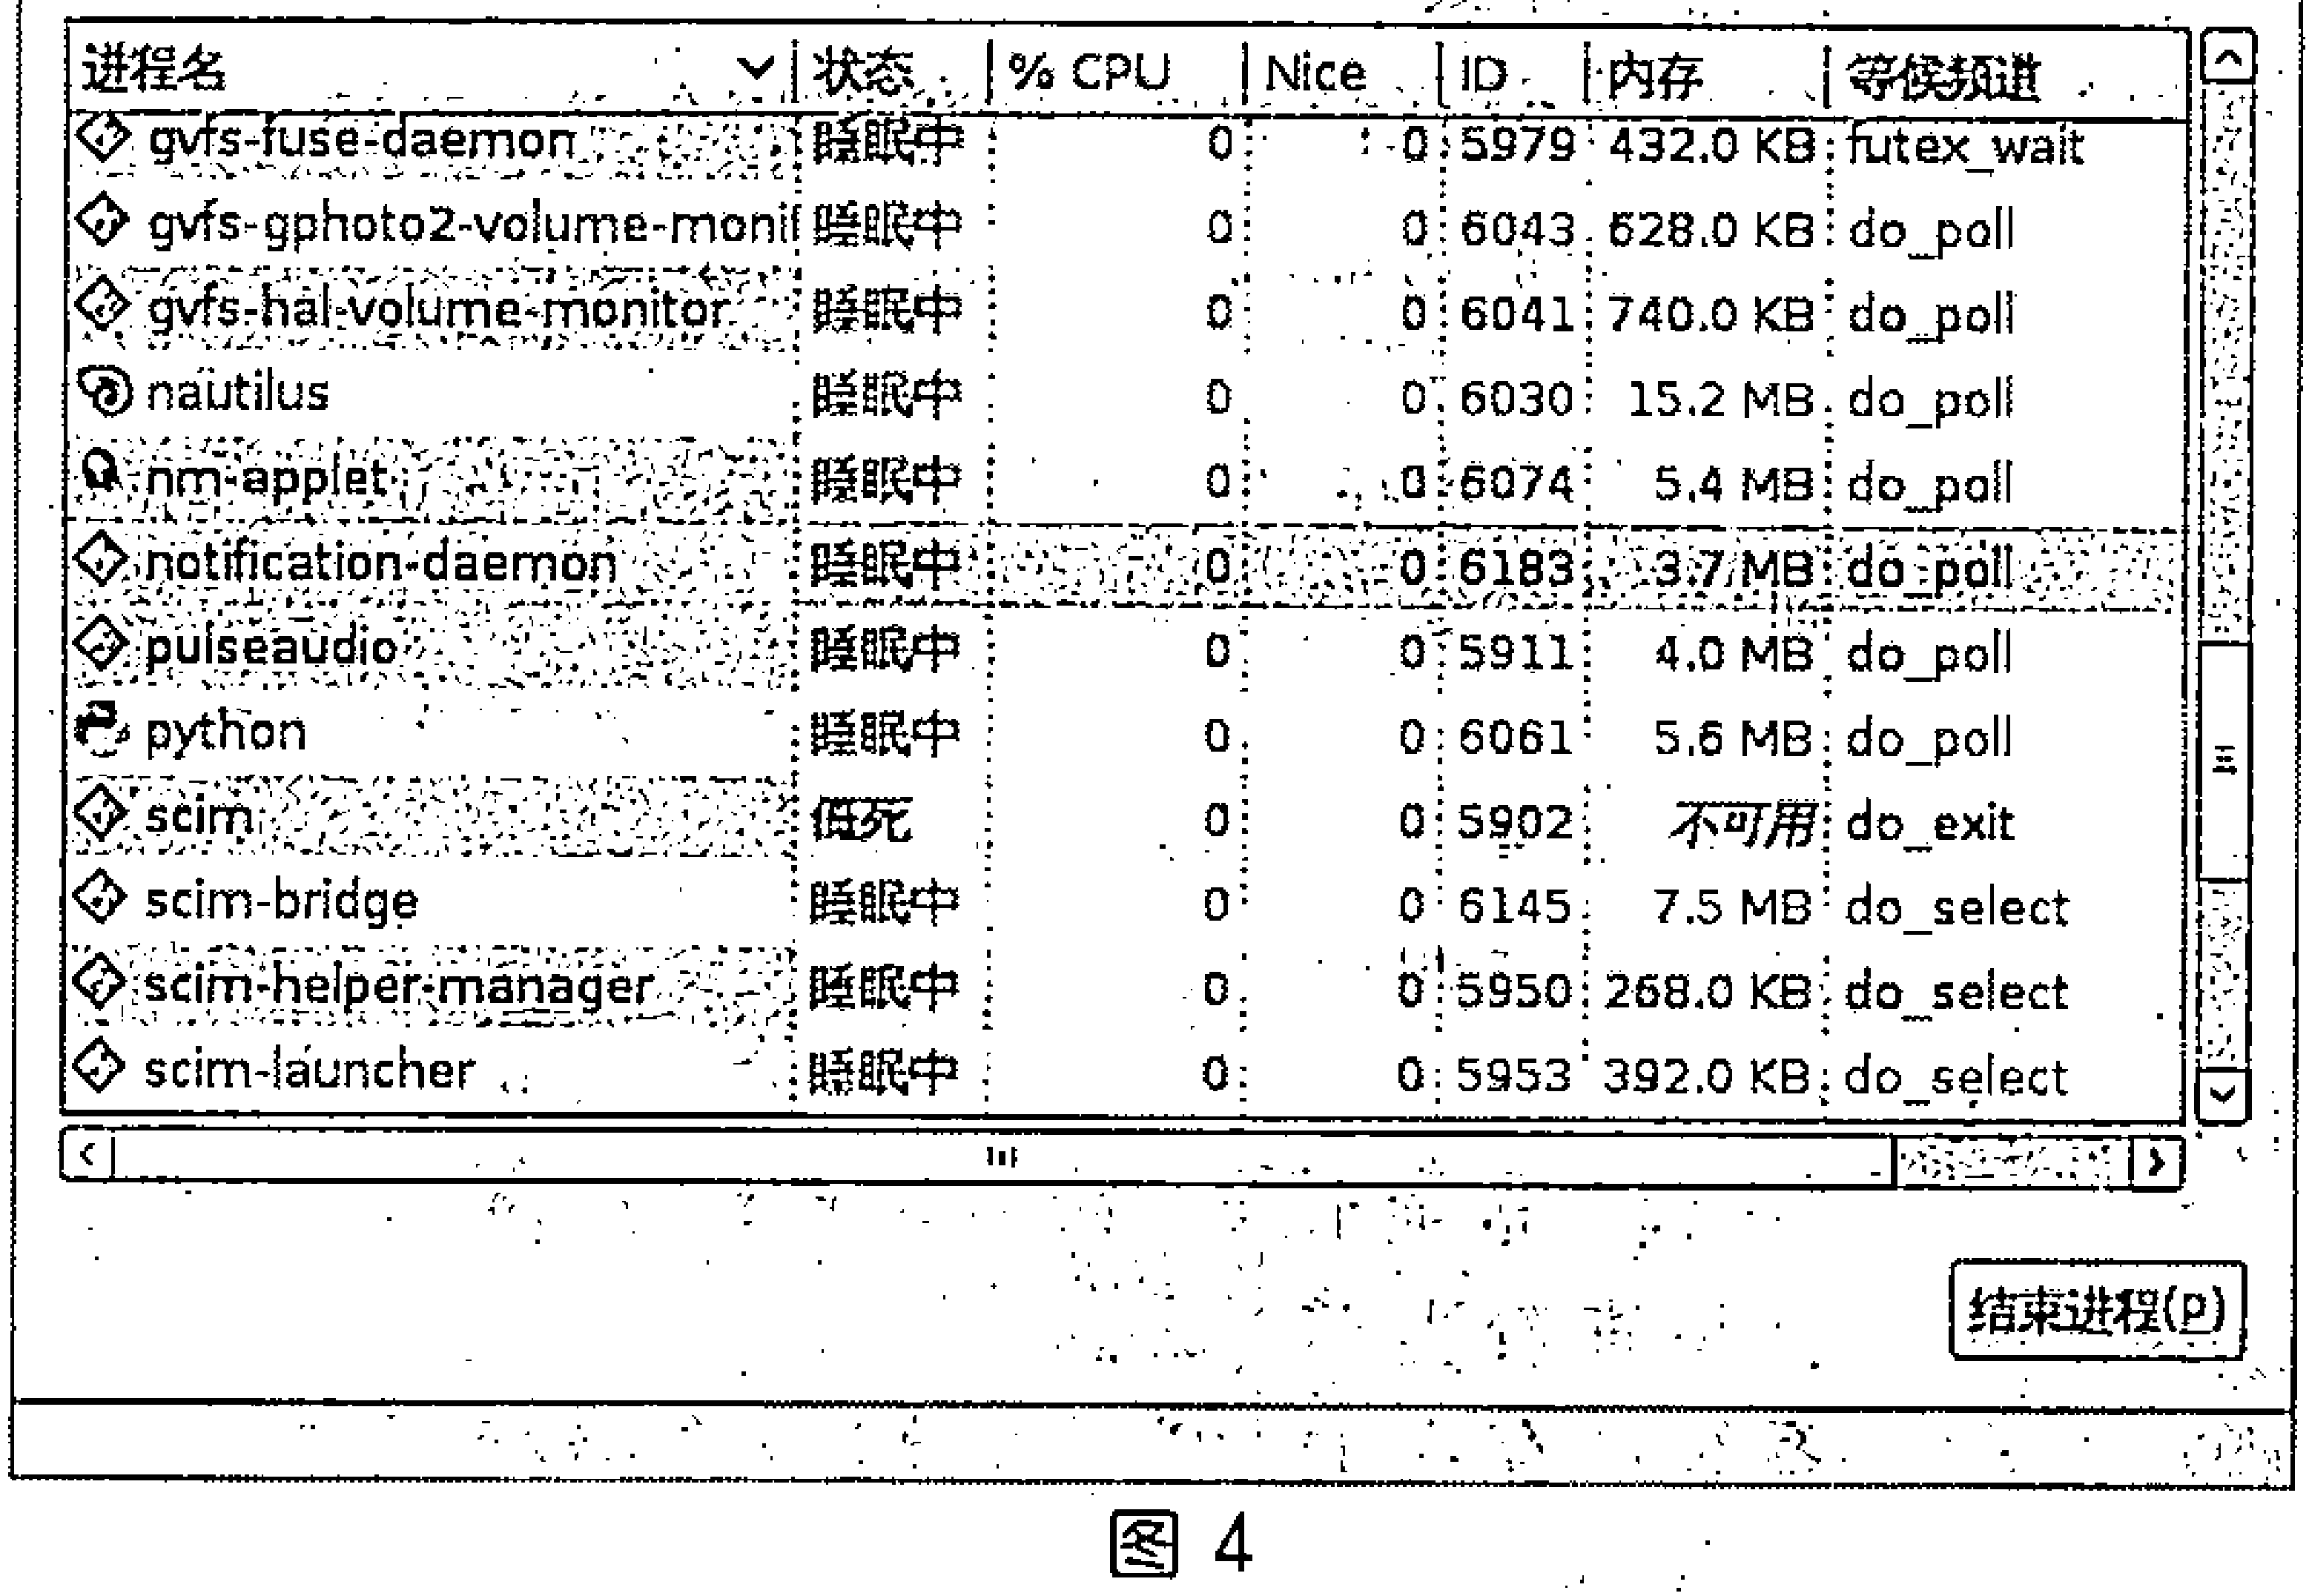 进程名 状态 % CPU Nice ID 内存 等候频道
gvfs-fuse-daemon 睡眠中 0 0 5979 432.0 KB futex_wait
gvfs-gphoto2-volume-moni 睡眠中 0 0 6043 628.0 KB do_poll
gvfs-hal-volume-monitor 睡眠中 0 0 6041 740.0 KB do_poll
nautilus 睡眠中 0 0 6030 15.2 MB do_poll
nm-applet 睡眠中 0 0 6074 5.4 MB do_poll
notification-daemon 睡眠中 0 0 6183 3.7 MB do_poll
pulseaudio 睡眠中 0 0 5911 4.0 MB do_poll
python 睡眠中 0 0 6061 5.6 MB do_poll
scim 假死 0 0 5902 不可用 do_exit
scim-bridge 睡眠中 0 0 6145 7.5 MB do_select
scim-helper-manager 睡眠中 0 0 5950 268.0 KB do_select
scim-launcher 睡眠中 0 0 5953 392.0 KB do_select
结束进程(p)
图 4